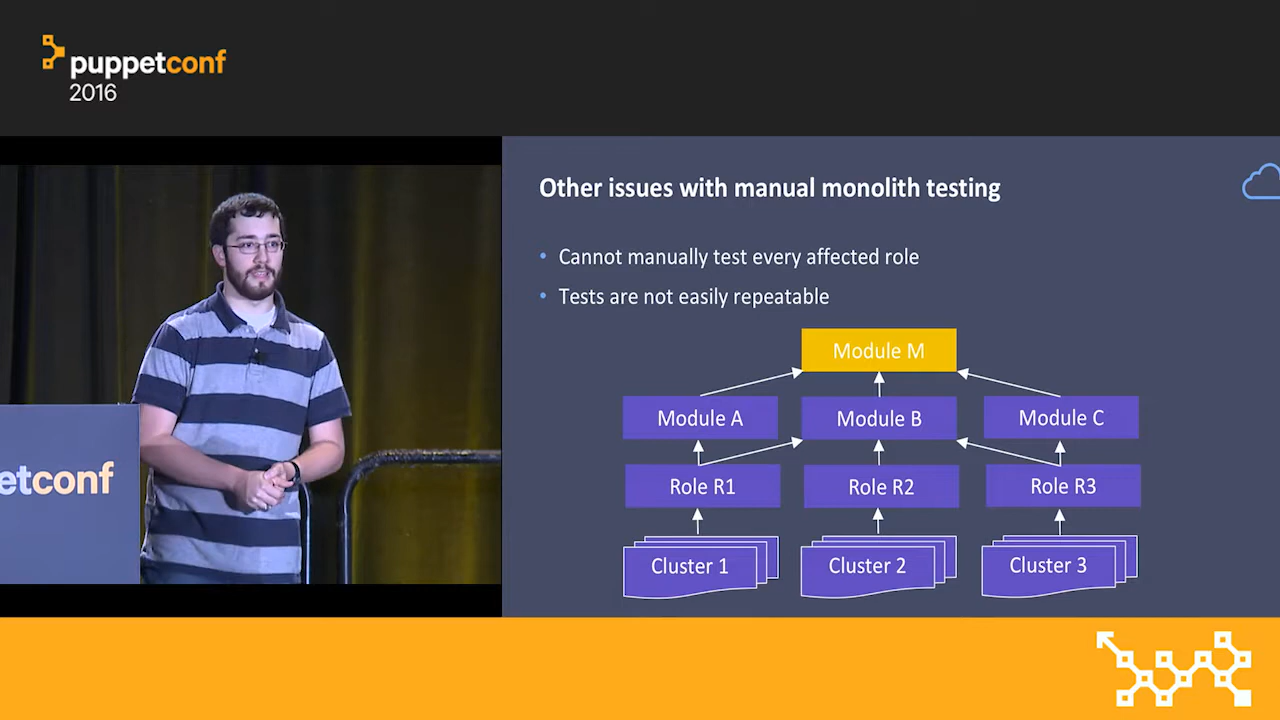 puppetconf
2016
Other issues with manual monolith testing
• Cannot manually test every affected role
• Tests are not easily repeatable
Module M
Module A
Module B
Module C
Role R1
Role R2
Role R3
Cluster 1
Cluster 2
Cluster 3
etconf